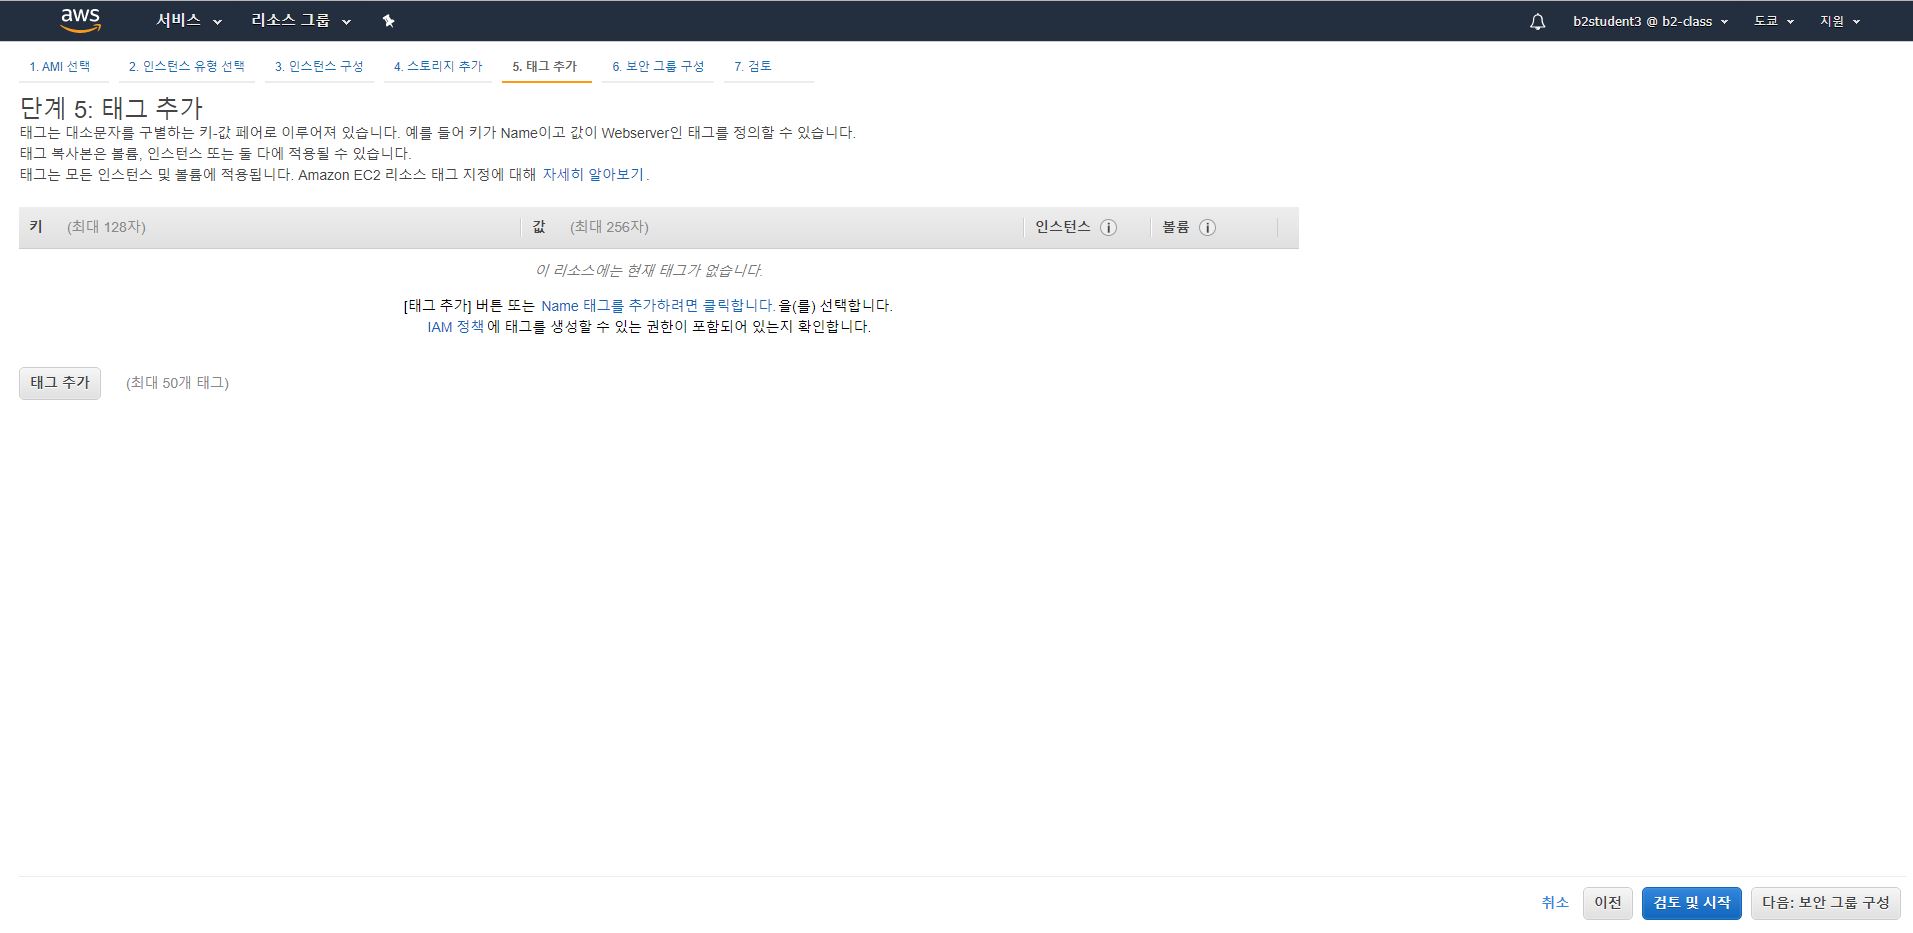 aws 서비스 리소스 그룹 b2student3 @ b2-class 도쿄 지원
1. AMI 선택 2. 인스턴스 유형 선택 3. 인스턴스 구성 4. 스토리지 추가 5. 태그 추가 6. 보안 그룹 구성 7. 검토
단계 5: 태그 추가
태그는 대소문자를 구별하는 키-값 페어로 이루어져 있습니다. 예를 들어 키가 Name이고 값이 Webserver인 태그를 정의할 수 있습니다.
태그 복사본은 볼륨, 인스턴스 또는 둘 다에 적용될 수 있습니다.
태그는 모든 인스턴스 및 볼륨에 적용됩니다. Amazon EC2 리소스 태그 지정에 대해 자세히 알아보기.
키 (최대 128자) 값 (최대 256자) 인스턴스 i 볼륨 i
이 리소스에는 현재 태그가 없습니다.
[태그 추가] 버튼 또는 Name 태그를 추가하려면 클릭합니다. 을(를) 선택합니다.
IAM 정책에 태그를 생성할 수 있는 권한이 포함되어 있는지 확인합니다.
태그 추가 (최대 50개 태그)
취소 이전 검토 및 시작 다음: 보안 그룹 구성